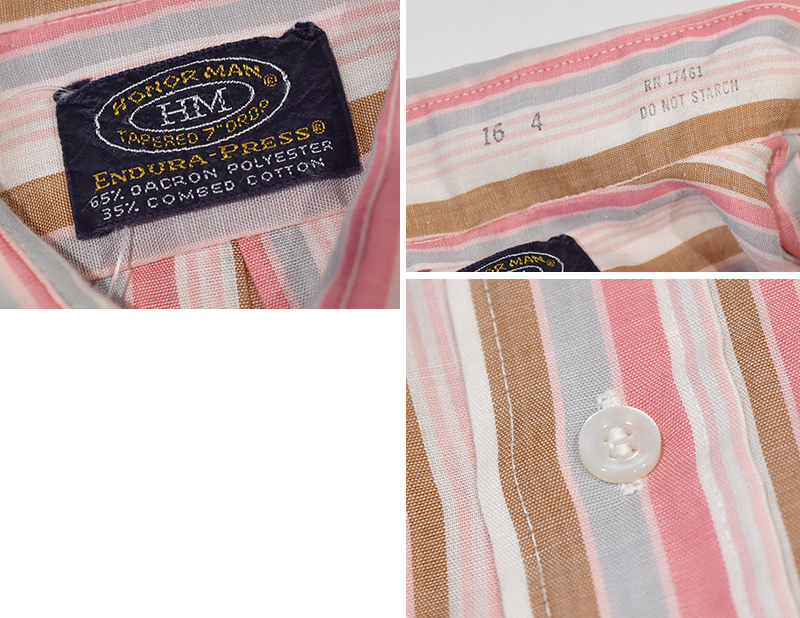 HONOR MAN®
HM
TAPERED 7" DROP
ENDURA-PRESS®
65% DACRON POLYESTER
35% COMBED COTTON
RN 17461
16 4
DO NOT STARCH
HONOR MAN®